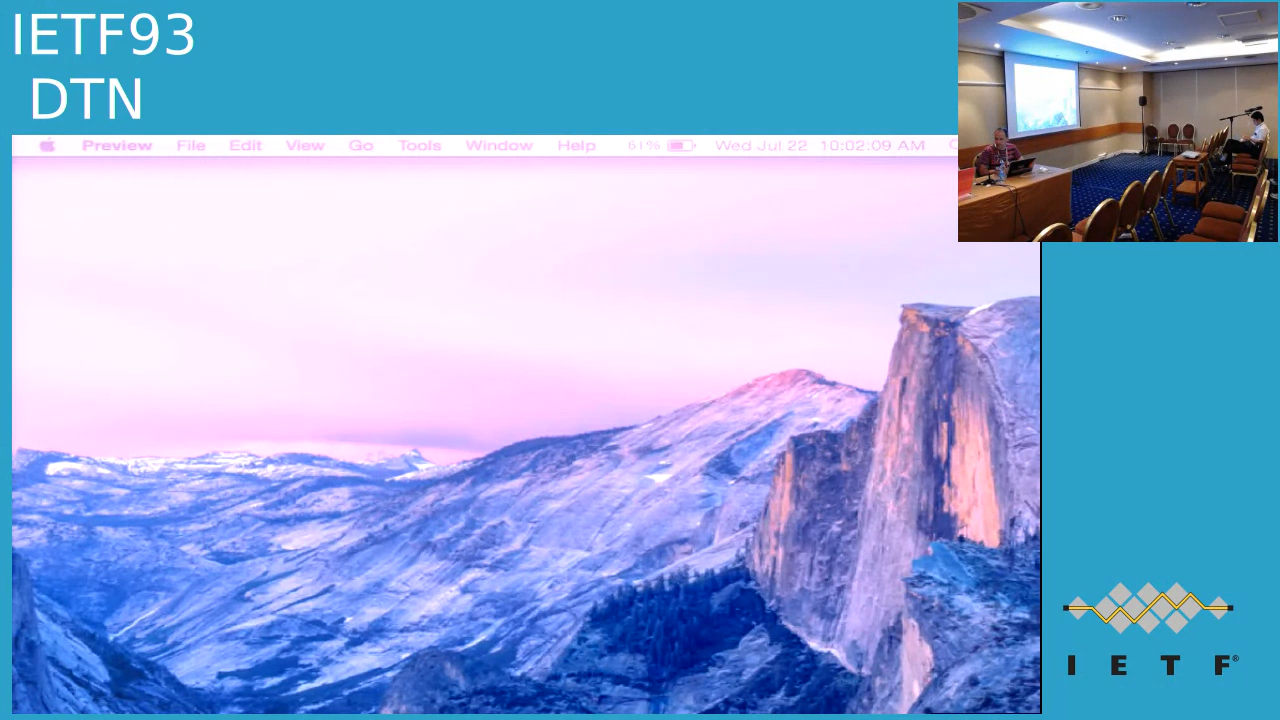 IETF93
DTN
Preview File Edit View Go Tools Window Help 61% Wed Jul 22 10:02:09 AM
I E T F®